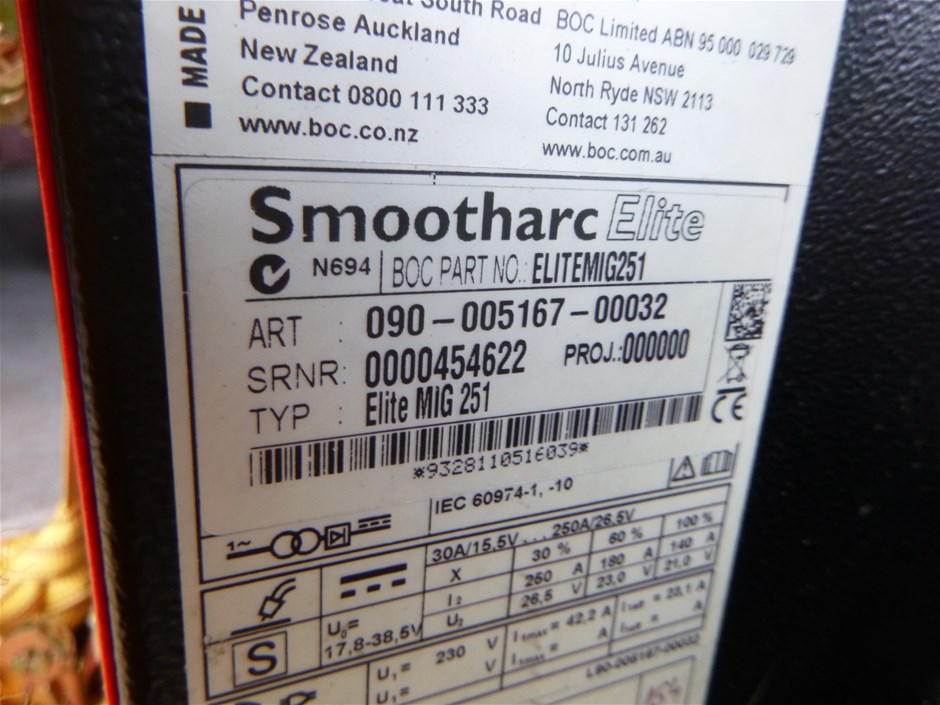 MADE
South Road
Penrose Auckland
New Zealand
Contact 0800 111 333
www.boc.co.nz
BOC Limited ABN 95 000 029 729
10 Julius Avenue
North Ryde NSW 2113
Contact 131 262
www.boc.com.au
Smootharc Elite
N694 BOC PART NO.: ELITEMIG251
ART : 090-005167-00032
SRNR: 0000454622 PROJ.:000000
TYP : Elite MIG 251
CE
*9328110516039*
IEC 60974-1, -10
1~
30A/15,5V... 250A/26,5V
X 30 % 60 % 100 %
I2 250 A 180 A 140 A
U2 26,5 V 23,0 V 21,0 V
S
U0=
17,8-38,5V
U1= 230 V I1max = 42,2 A I1eff = 23,1 A
U1= V I1max = A I1eff = A
L90-005167-00032